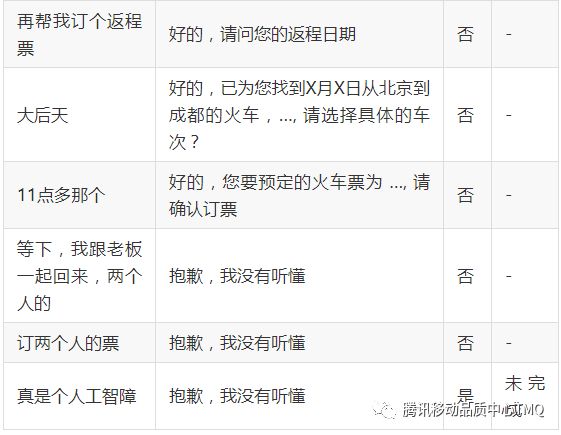 再帮我订个返程
票
好的，请问您的返程日期
否
-
大后天
好的，已为您找到X月X日从北京到
成都的火车，…, 请选择具体的车
次？
否
-
11点多那个
好的，您要预定的火车票为 …, 请
确认订票
否
-
等下，我跟老板
一起回来，两个
人的
抱歉，我没有听懂
否
-
订两个人的票
抱歉，我没有听懂
否
-
真是个人工智障
抱歉，我没有听懂
是
未 完
成
腾讯移动品质中心TMQ